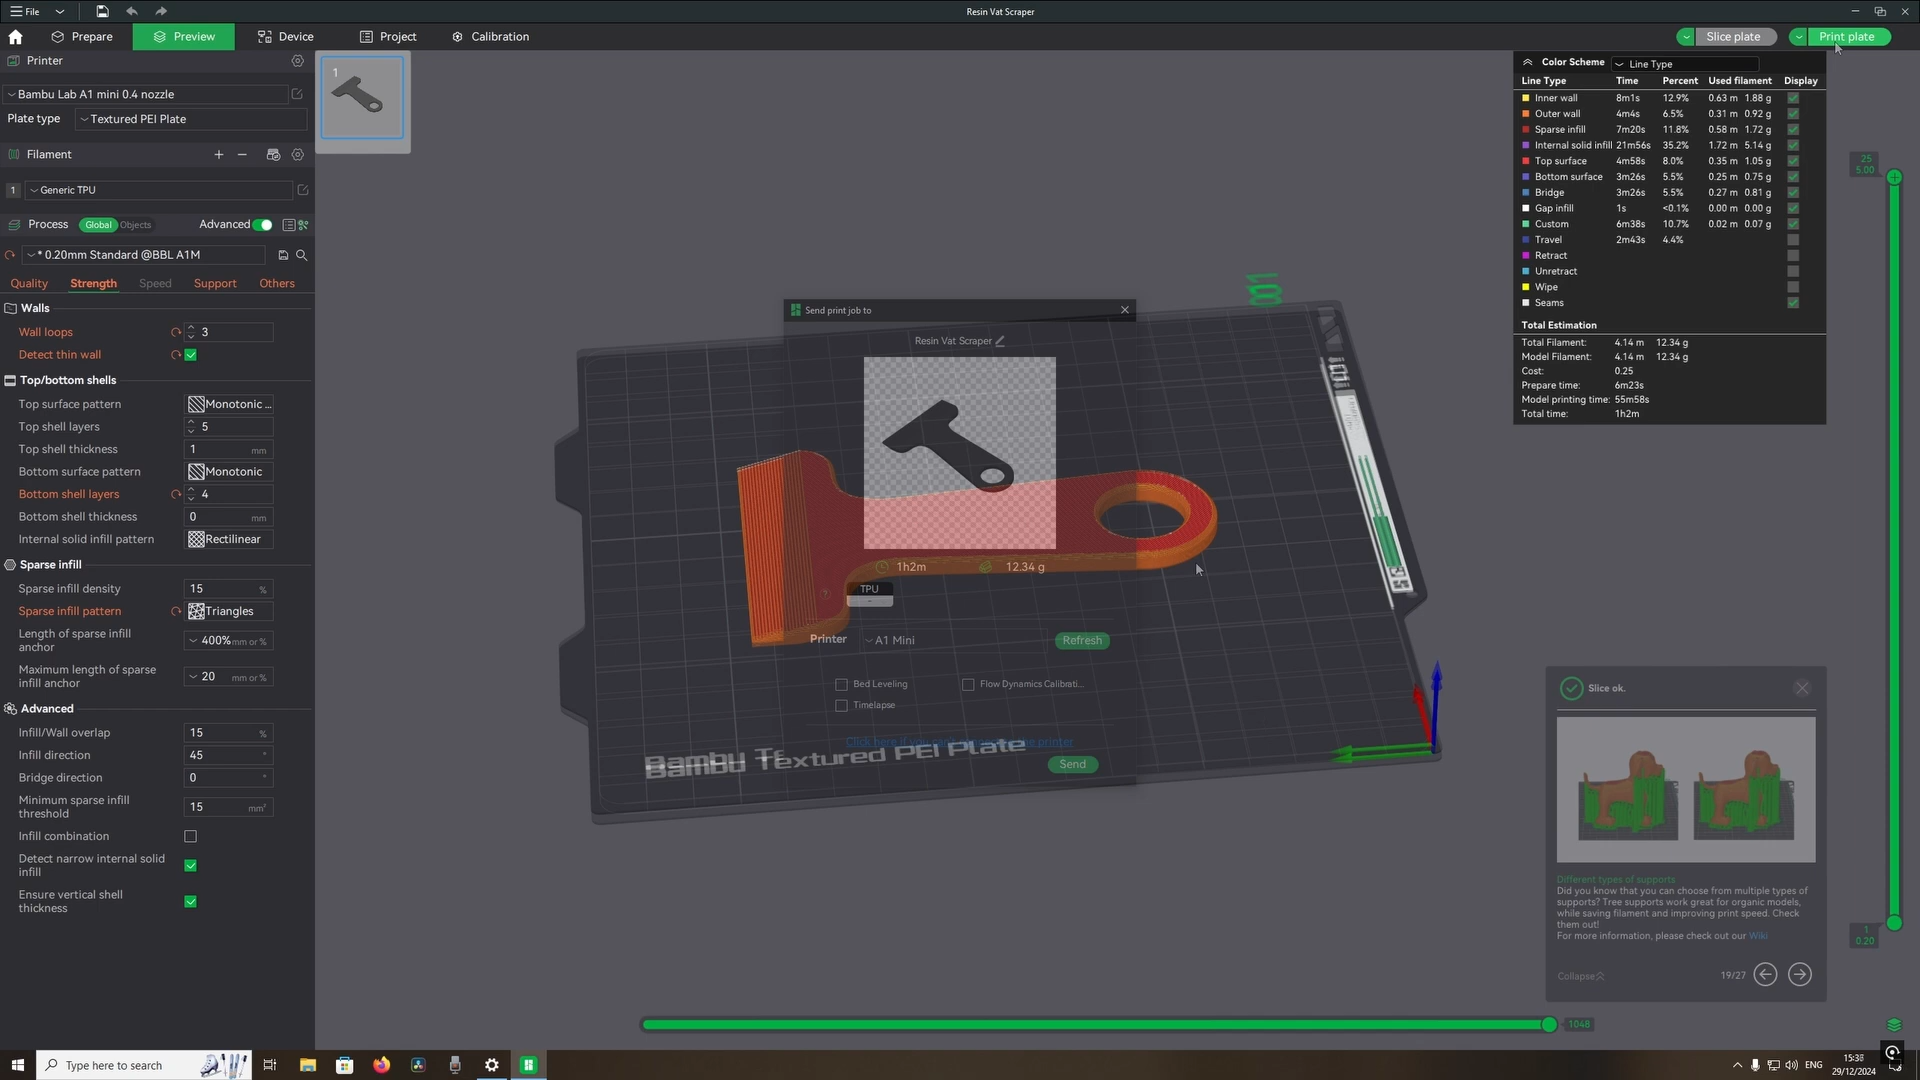 File
Resin Vat Scraper
Prepare
Preview
Device
Project
Calibration
Slice plate
Print plate
Printer
Bambu Lab A1 mini 0.4 nozzle
Plate type
Textured PEI Plate
Filament
1
Generic TPU
Process
Global
Objects
Advanced
* 0.20mm Standard @BBL A1M
Quality
Strength
Speed
Support
Others
Walls
Wall loops
3
Detect thin wall
Top/bottom shells
Top surface pattern
Monotonic ...
Top shell layers
5
Top shell thickness
1 mm
Bottom surface pattern
Monotonic
Bottom shell layers
4
Bottom shell thickness
0 mm
Internal solid infill pattern
Rectilinear
Sparse infill
Sparse infill density
15 %
Sparse infill pattern
Triangles
Length of sparse infill
anchor
400% mm or %
Maximum length of sparse
infill anchor
20 mm or %
Advanced
Infill/Wall overlap
15 %
Infill direction
45 °
Bridge direction
0 °
Minimum sparse infill
threshold
15 mm²
Infill combination
Detect narrow internal solid
infill
Ensure vertical shell
thickness
1
01
Send print job to
Resin Vat Scraper
1h2m
12.34 g
TPU
-
Printer
A1 Mini
Refresh
Bed Leveling
Flow Dynamics Calibrati...
Timelapse
Click here if you can't connect to the printer
Send
Bambu Textured PEI Plate
Color Scheme
Line Type
Line Type Time Percent Used filament Display
Inner wall 8m1s 12.9% 0.63 m 1.88 g
Outer wall 4m4s 6.5% 0.31 m 0.92 g
Sparse infill 7m20s 11.8% 0.58 m 1.72 g
Internal solid infill 21m56s 35.2% 1.72 m 5.14 g
Top surface 4m58s 8.0% 0.35 m 1.05 g
Bottom surface 3m26s 5.5% 0.25 m 0.75 g
Bridge 3m26s 5.5% 0.27 m 0.81 g
Gap infill 1s <0.1% 0.00 m 0.00 g
Custom 6m38s 10.7% 0.02 m 0.07 g
Travel 2m43s 4.4%
Retract
Unretract
Wipe
Seams
Total Estimation
Total Filament: 4.14 m 12.34 g
Model Filament: 4.14 m 12.34 g
Cost: 0.25
Prepare time: 6m23s
Model printing time: 55m58s
Total time: 1h2m
25
5.00
1
0.20
Slice ok.
Different types of supports
Did you know that you can choose from multiple types of
supports? Tree supports work great for organic models,
while saving filament and improving print speed. Check
them out!
For more information, please check out our Wiki
Collapse
19/27
1048
Type here to search
ENG
15:38
29/12/2024